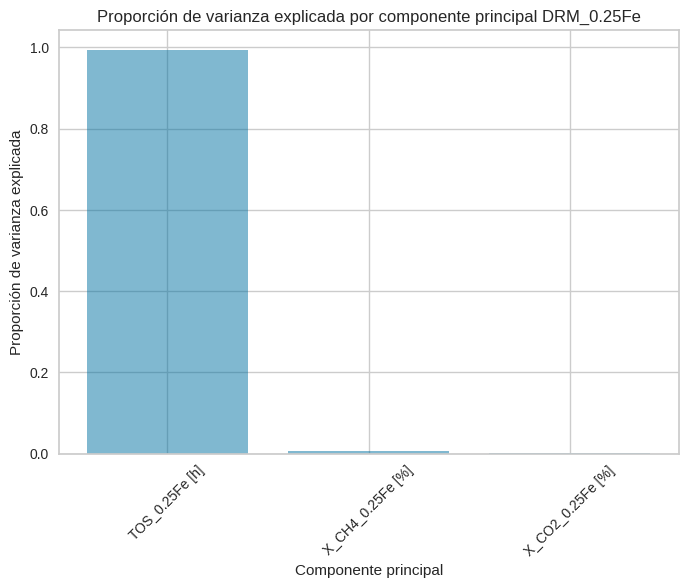 Proporción de varianza explicada por componente principal DRM_0.25Fe
Proporción de varianza explicada
1.0
0.8
0.6
0.4
0.2
0.0
TOS_0.25Fe [h]
X_CH4_0.25Fe [%]
X_CO2_0.25Fe [%]
Componente principal